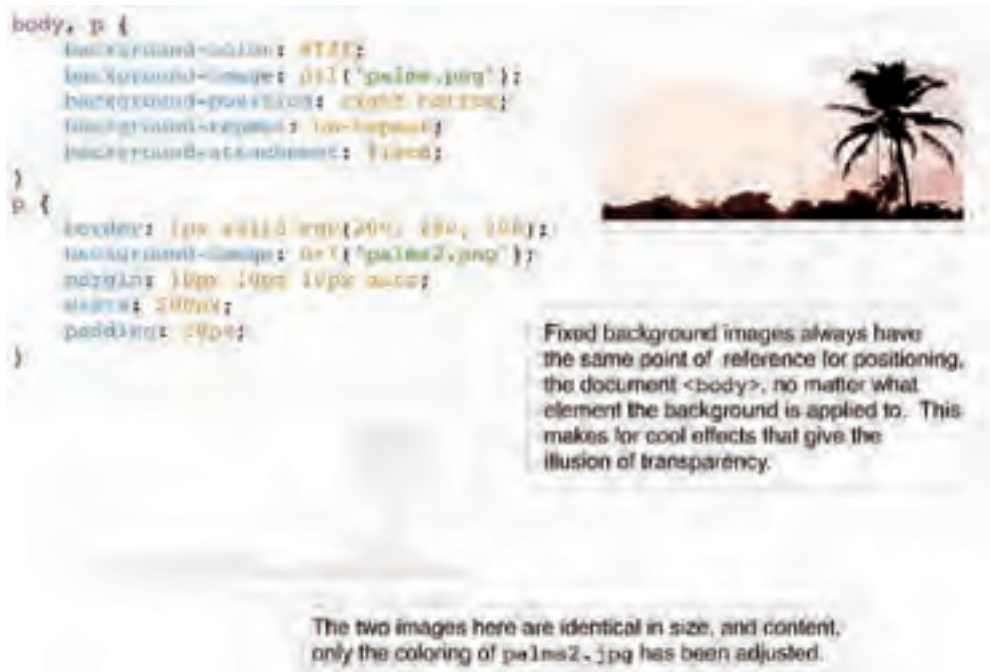 body, p {
background-color: #fff;
background-image: url('palms.png');
background-position: right bottom;
background-repeat: no-repeat;
background-attachment: fixed;
}
p {
border: 1px solid rgb(
background-image: url('palms2.png');
margin: 10px 10px 10px auto;
width: 200px;
padding: 10px;
}
Fixed background images always have
the same point of reference for positioning,
the document <body>, no matter what
element the background is applied to. This
makes for cool effects that give the
illusion of transparency.
The two images here are identical in size, and content,
only the coloring of palms2.jpg has been adjusted.